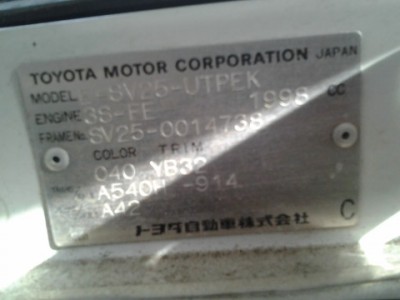 TOYOTA MOTOR CORPORATION JAPAN
MODEL SV25-UTPEK
ENGINE 3S-FE 1998 CC
FRAME No. SV25-0014738
COLOR TRIM
040 YB32
A540H -914
A42
トヨタ自動車株式会社 C